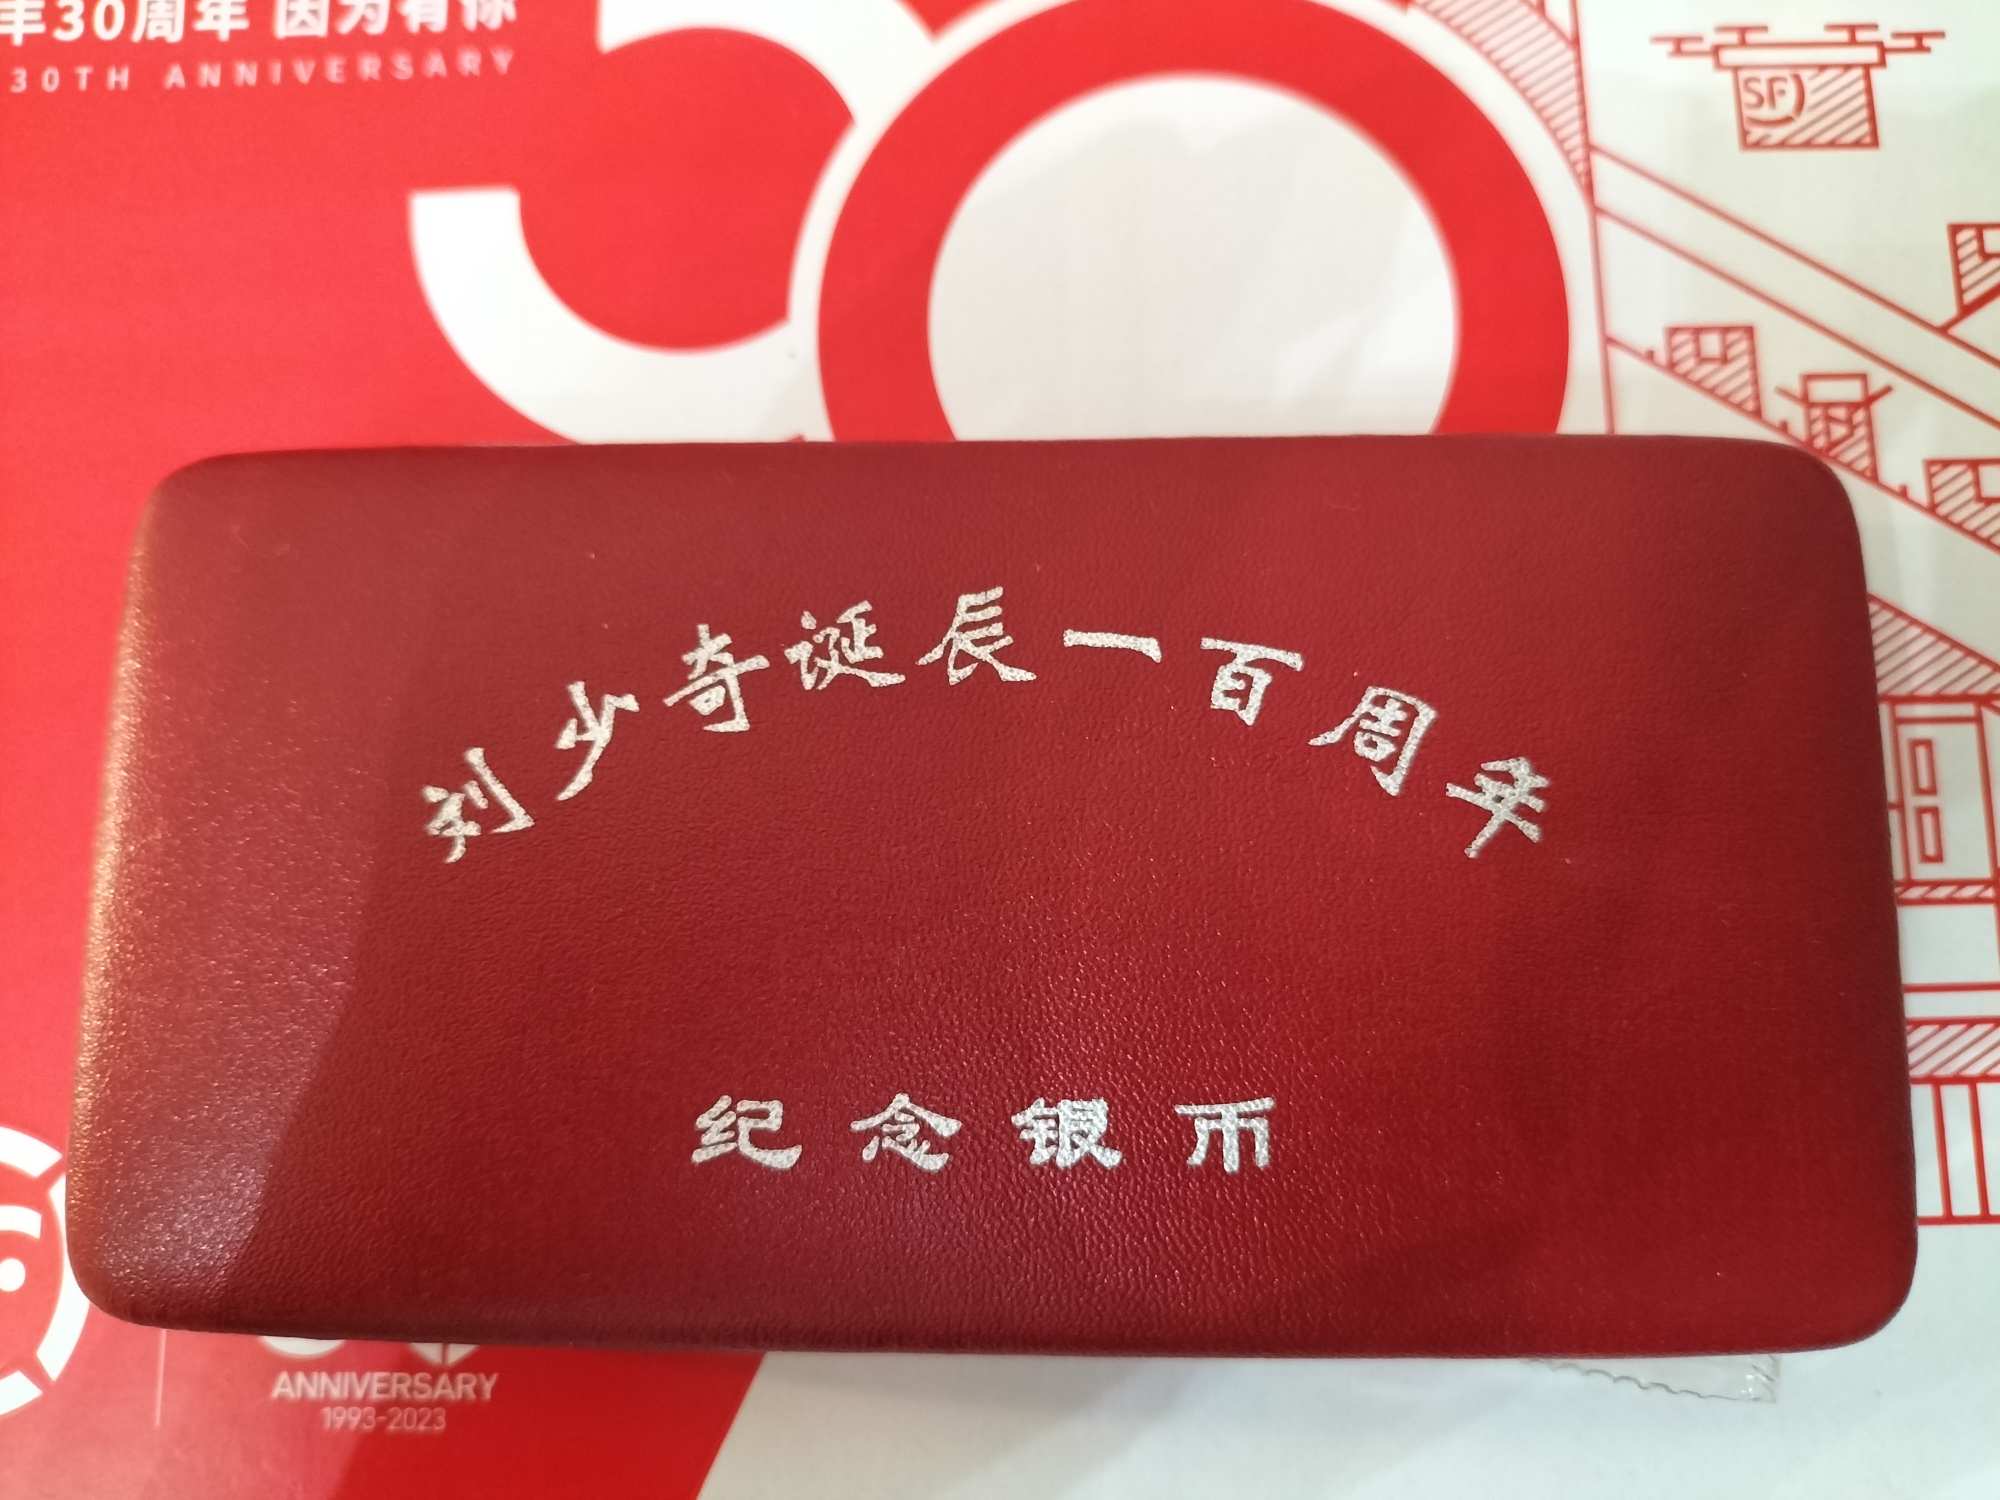 年30周年 因为有你
30TH ANNIVERSARY
SF
刘少奇诞辰一百周年
纪念银币
ANNIVERSARY
1993-2023